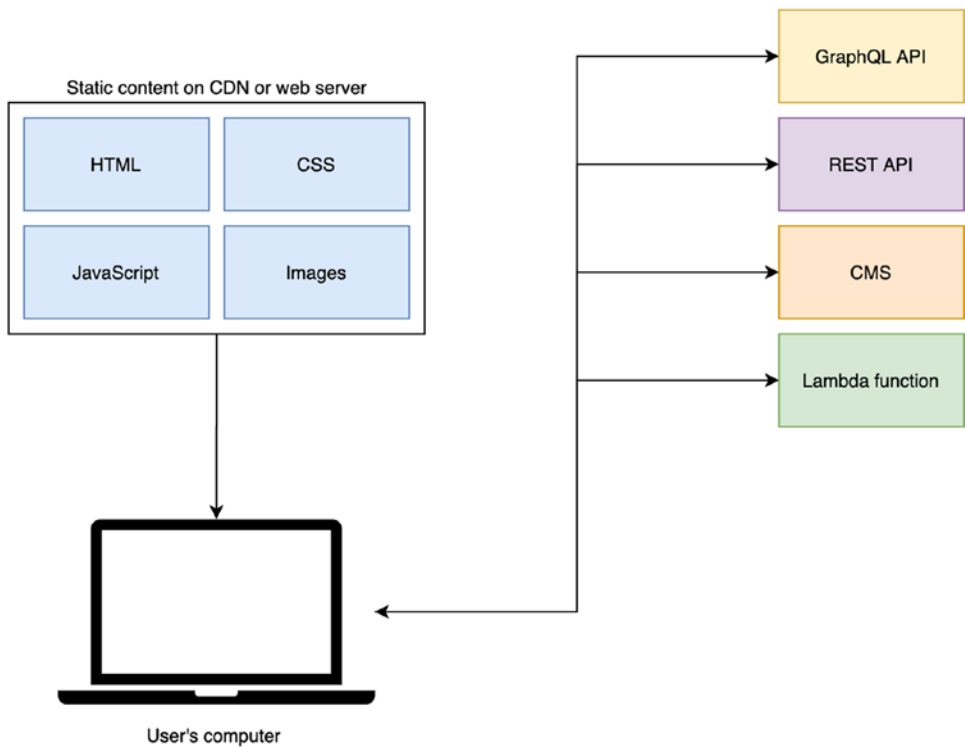 Static content on CDN or web server
HTML
CSS
JavaScript
Images
User's computer
GraphQL API
REST API
CMS
Lambda function